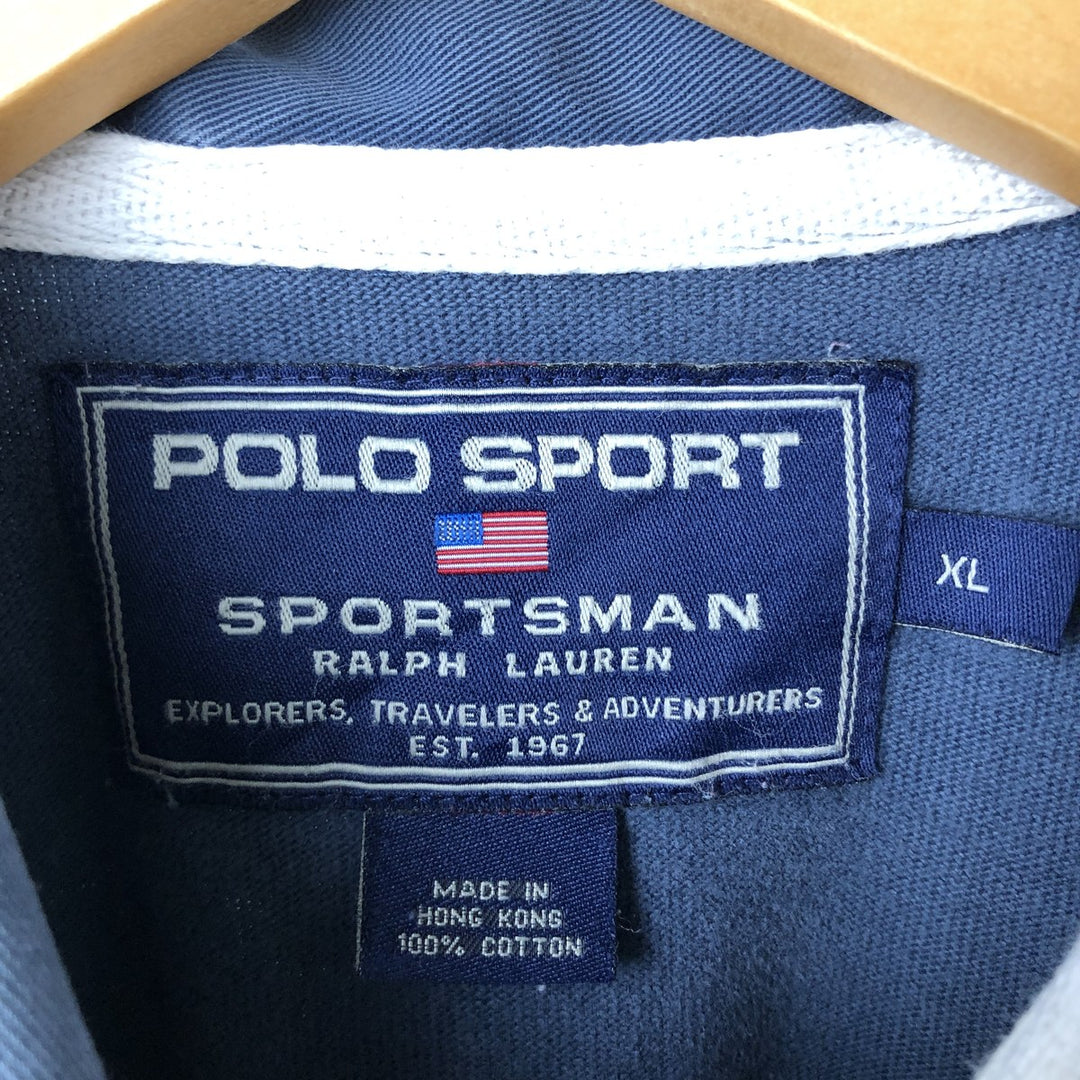 POLO SPORT
SPORTSMAN
RALPH LAUREN
EXPLORERS, TRAVELERS & ADVENTURERS
EST. 1967
XL
MADE IN
HONG KONG
100% COTTON